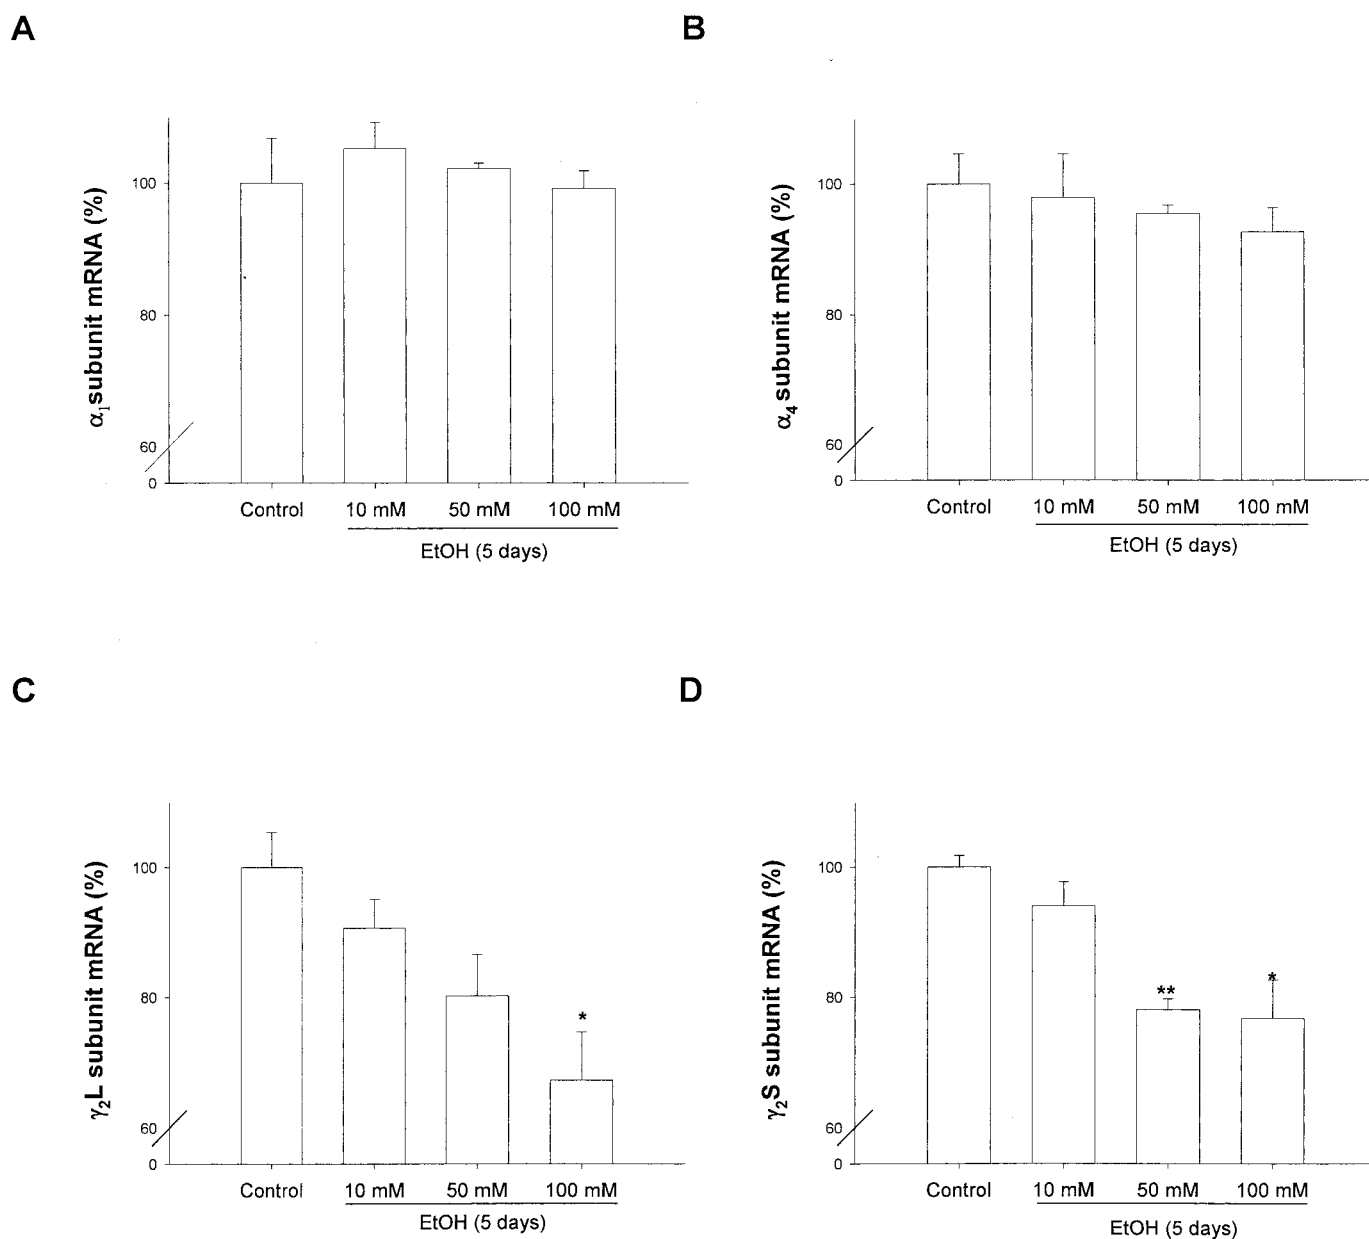 A
α1 subunit mRNA (%)
100
80
60
0
Control 10 mM 50 mM 100 mM
EtOH (5 days)
B
α4 subunit mRNA (%)
100
80
60
0
Control 10 mM 50 mM 100 mM
EtOH (5 days)
C
γ2L subunit mRNA (%)
100
80
60
0
*
Control 10 mM 50 mM 100 mM
EtOH (5 days)
D
γ2S subunit mRNA (%)
100
80
60
0
** *
Control 10 mM 50 mM 100 mM
EtOH (5 days)